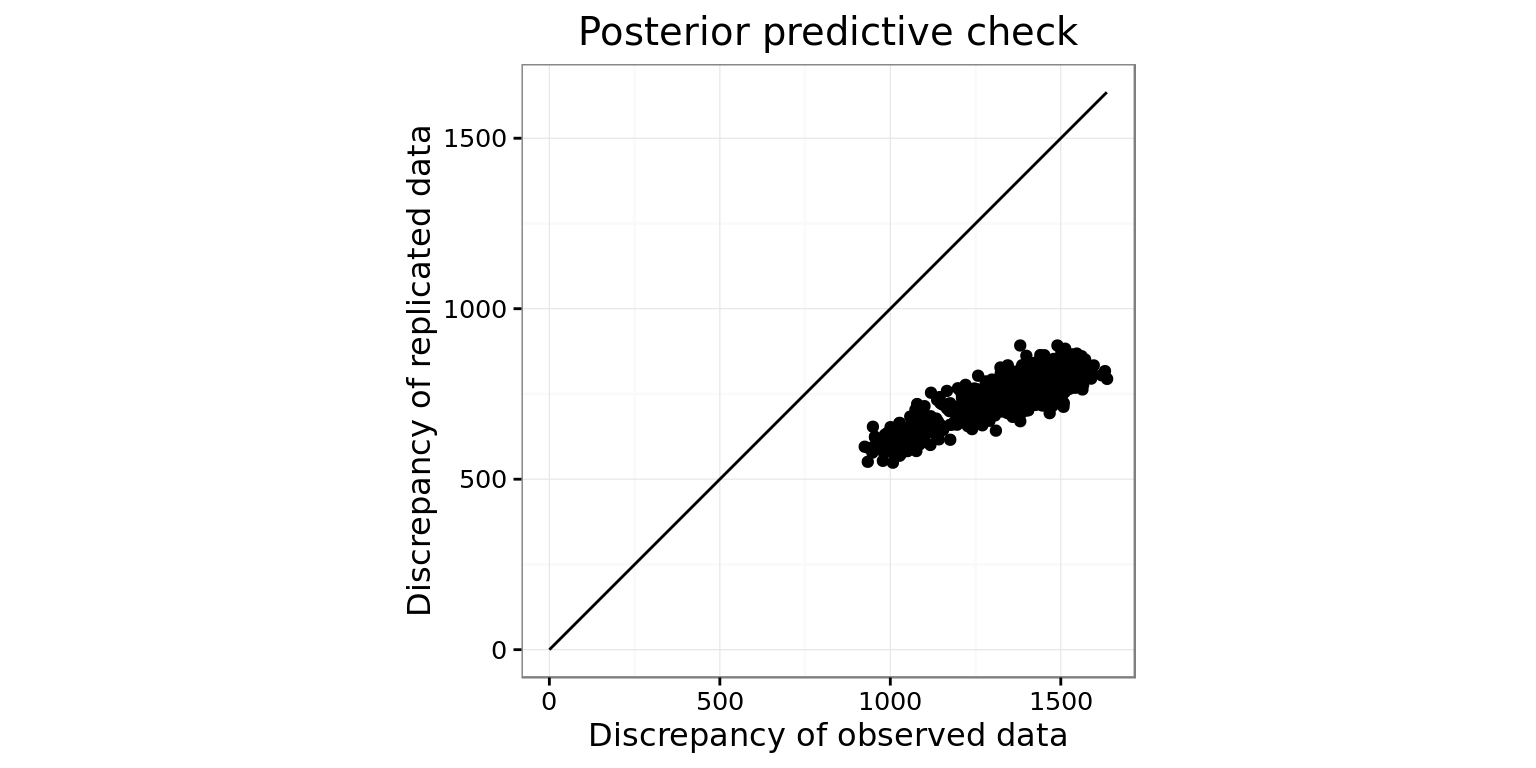 Posterior predictive check
Discrepancy of replicated data
1500
1000
500
0
0 500 1000 1500
Discrepancy of observed data